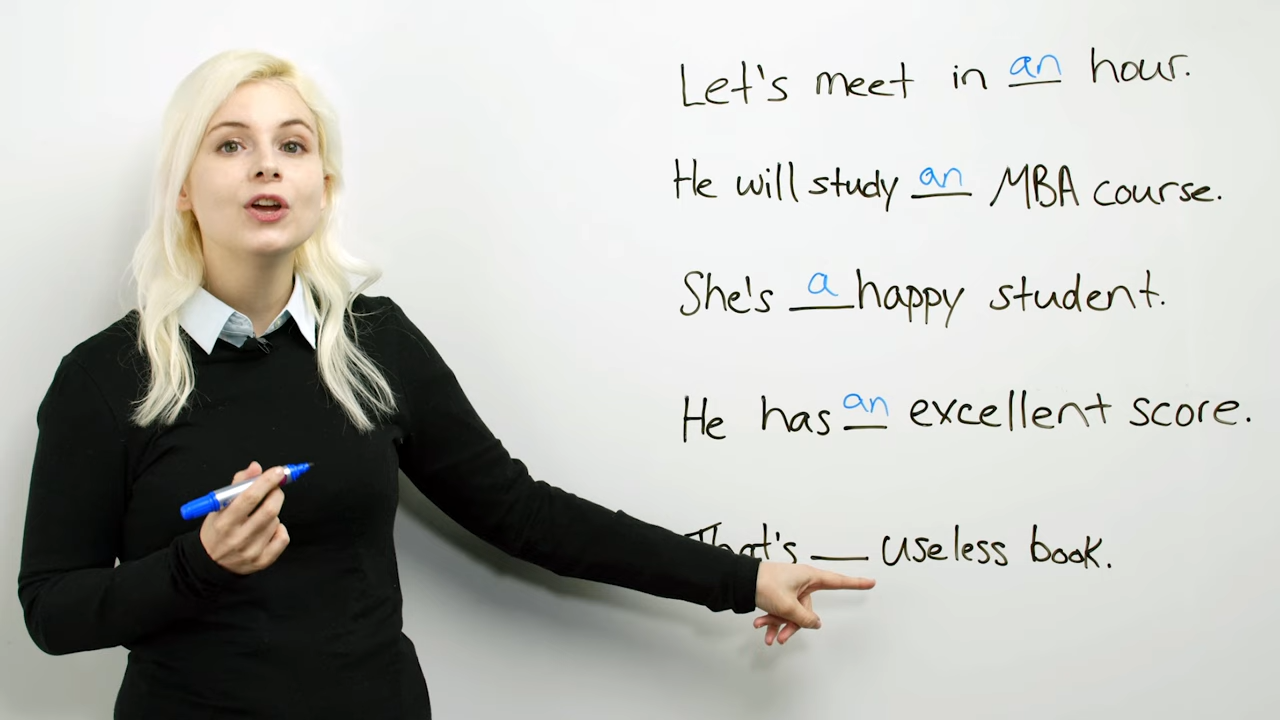 Let's meet in an hour.
He will study an MBA course.
She's a happy student.
He has an excellent score.
That's ___ useless book.